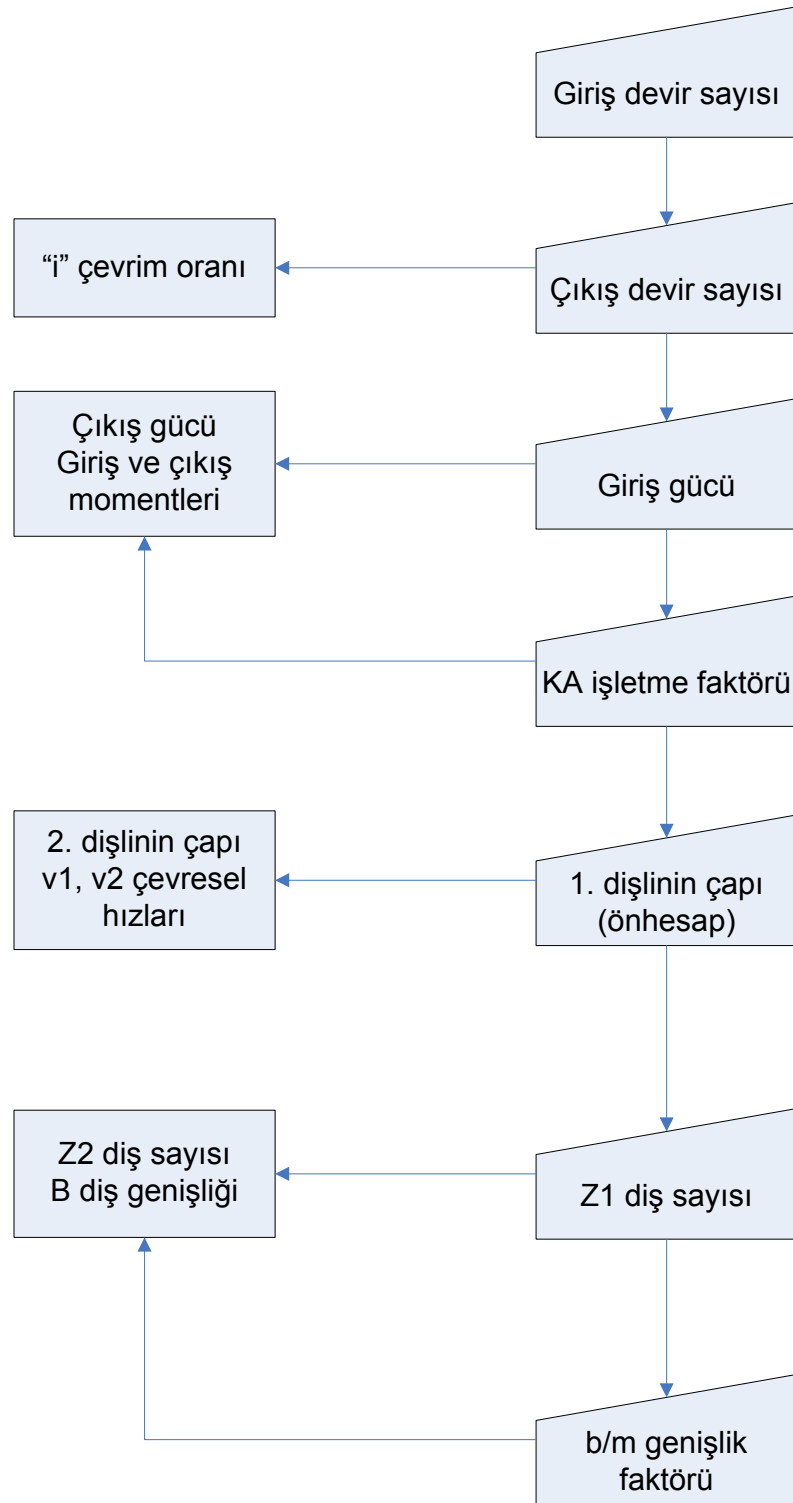 Giriş devir sayısı
“i” çevrim oranı
Çıkış devir sayısı
Çıkış gücü
Giriş ve çıkış
momentleri
Giriş gücü
KA işletme faktörü
2. dişlinin çapı
v1, v2 çevresel
hızları
1. dişlinin çapı
(önhesap)
Z2 diş sayısı
B diş genişliği
Z1 diş sayısı
b/m genişlik
faktörü